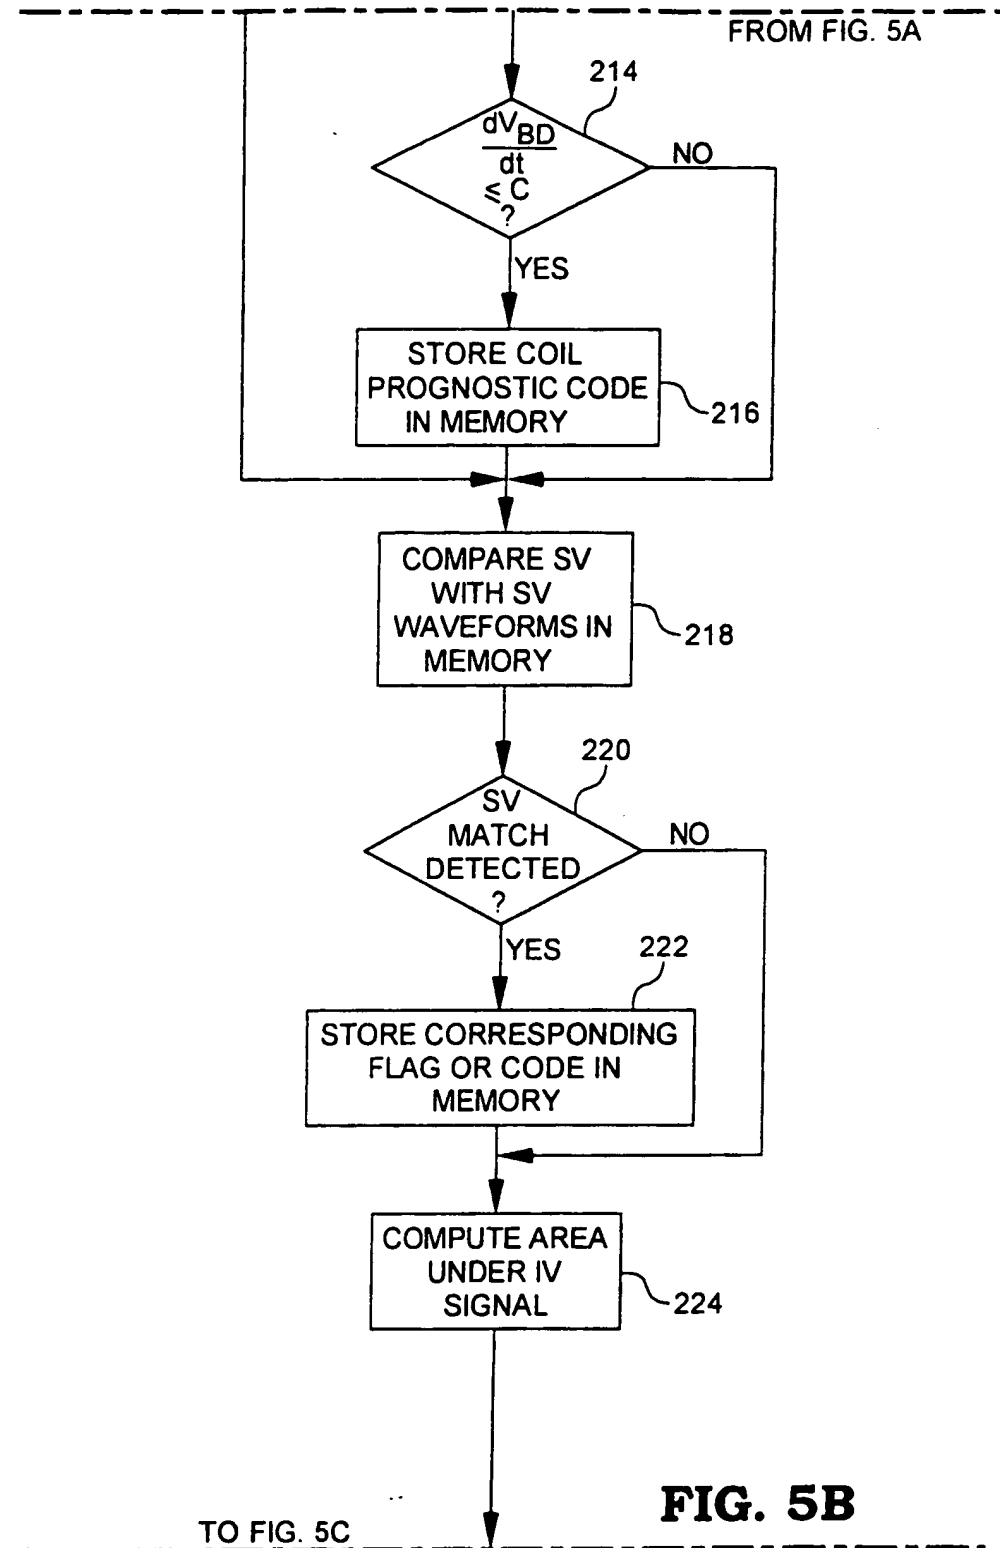 FROM FIG. 5A
214
dVBD
dt
≤ C
?
NO
YES
STORE COIL
PROGNOSTIC CODE
IN MEMORY
216
COMPARE SV
WITH SV
WAVEFORMS IN
MEMORY
218
220
SV
MATCH
DETECTED
?
NO
YES
222
STORE CORRESPONDING
FLAG OR CODE IN
MEMORY
COMPUTE AREA
UNDER IV
SIGNAL
224
FIG. 5B
TO FIG. 5C